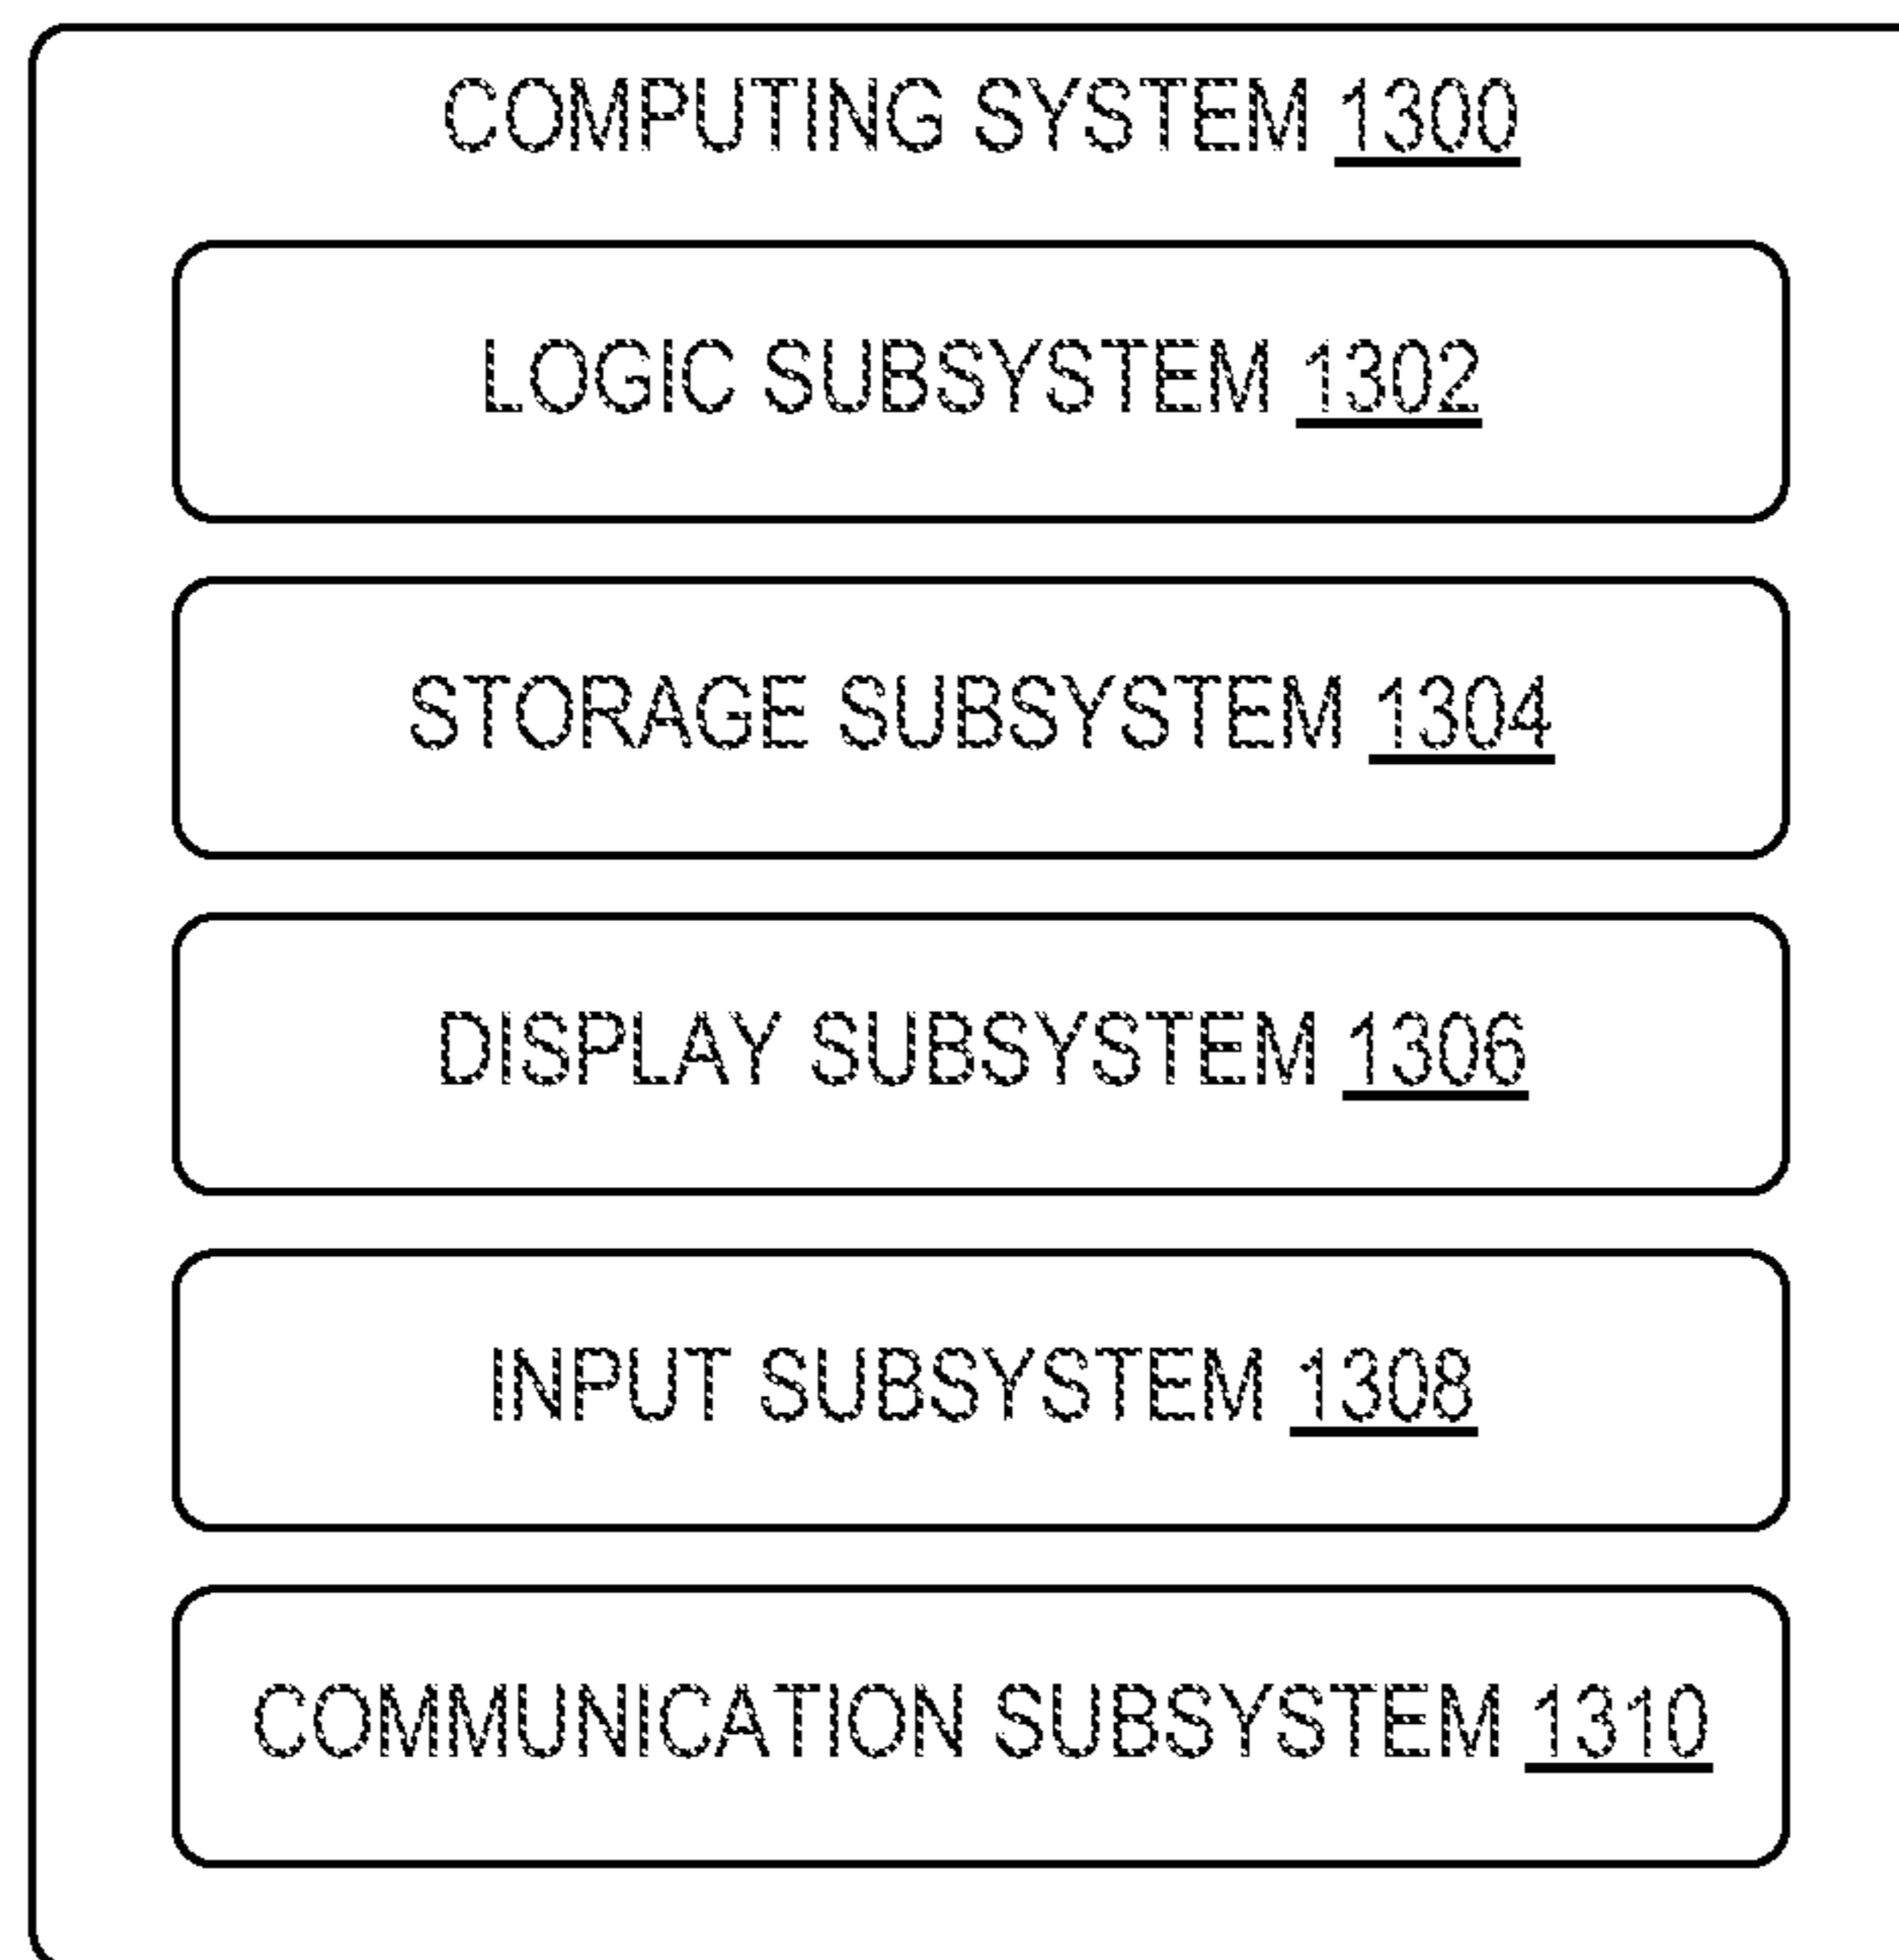 COMPUTING SYSTEM 1300
LOGIC SUBSYSTEM 1302
STORAGE SUBSYSTEM 1304
DISPLAY SUBSYSTEM 1306
INPUT SUBSYSTEM 1308
COMMUNICATION SUBSYSTEM 1310